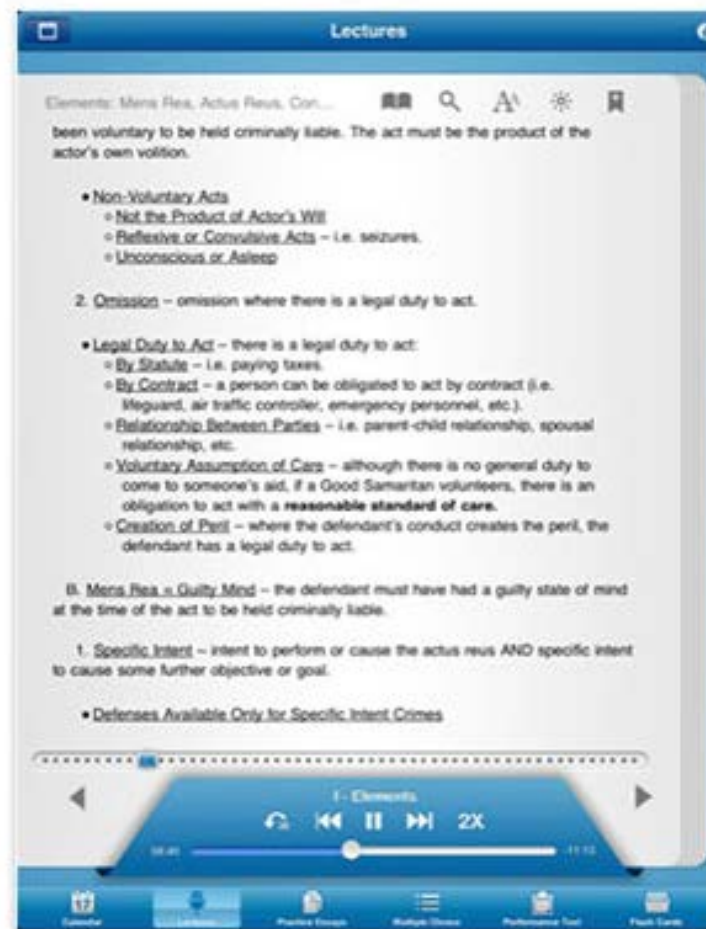 Lectures
Elements: Mens Rea, Actus Reus, Con...
been voluntary to be held criminally liable. The act must be the product of the
actor's own volition.
• Non-Voluntary Acts
○ Not the Product of Actor's Will
○ Reflexive or Convulsive Acts – i.e. seizures.
○ Unconscious or Asleep
2. Omission – omission where there is a legal duty to act.
• Legal Duty to Act – there is a legal duty to act:
○ By Statute – i.e. paying taxes.
○ By Contract – a person can be obligated to act by contract (i.e.
lifeguard, air traffic controller, emergency personnel, etc.).
○ Relationship Between Parties – i.e. parent-child relationship, spousal
relationship, etc.
○ Voluntary Assumption of Care – although there is no general duty to
come to someone's aid, if a Good Samaritan volunteers, there is an
obligation to act with a reasonable standard of care.
○ Creation of Peril – where the defendant's conduct creates the peril, the
defendant has a legal duty to act.
B. Mens Rea = Guilty Mind – the defendant must have had a guilty state of mind
at the time of the act to be held criminally liable.
1. Specific Intent – intent to perform or cause the actus reus AND specific intent
to cause some further objective or goal.
• Defenses Available Only for Specific Intent Crimes
I - Elements
2X
17
Calendar Lectures Practice Essays Multiple Choice Performance Test Flash Cards